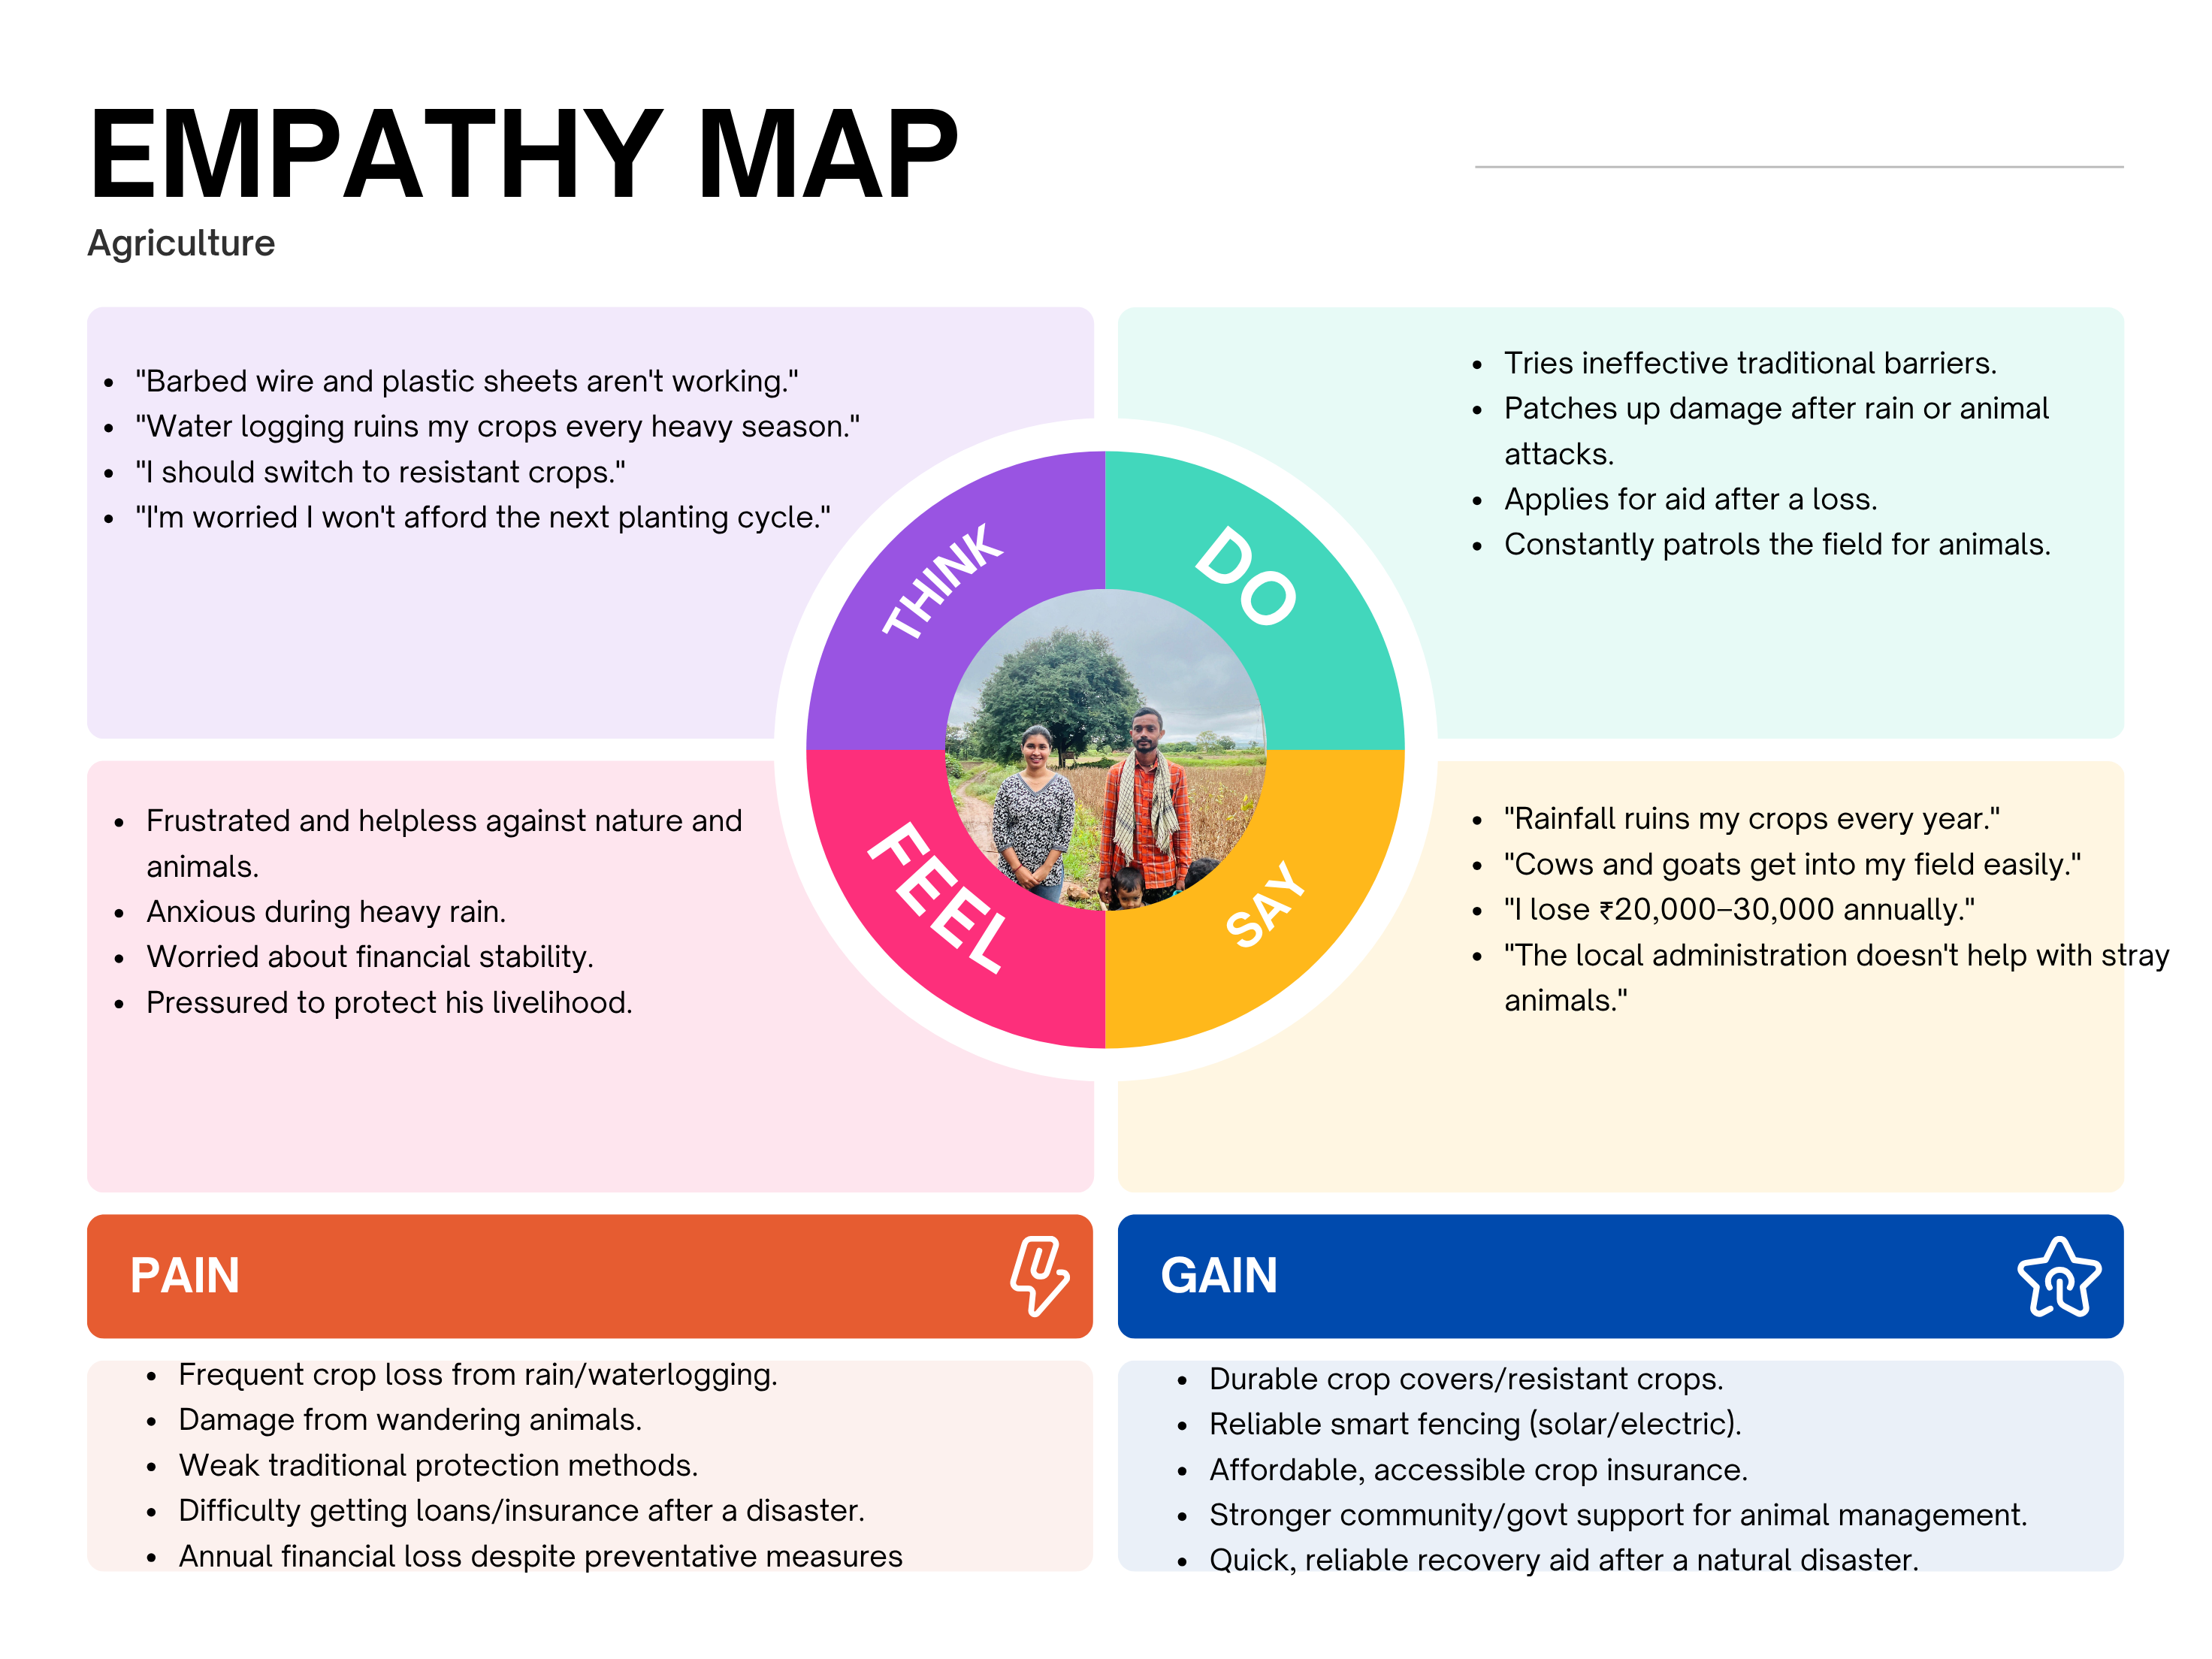 EMPATHY MAP
Agriculture
• "Barbed wire and plastic sheets aren't working."
• "Water logging ruins my crops every heavy season."
• "I should switch to resistant crops."
• "I'm worried I won't afford the next planting cycle."
• Tries ineffective traditional barriers.
• Patches up damage after rain or animal
attacks.
• Applies for aid after a loss.
• Constantly patrols the field for animals.
THINK
DO
FEEL
SAY
• Frustrated and helpless against nature and
animals.
• Anxious during heavy rain.
• Worried about financial stability.
• Pressured to protect his livelihood.
• "Rainfall ruins my crops every year."
• "Cows and goats get into my field easily."
• "I lose ₹20,000–30,000 annually."
• "The local administration doesn't help with stray
animals."
PAIN
• Frequent crop loss from rain/waterlogging.
• Damage from wandering animals.
• Weak traditional protection methods.
• Difficulty getting loans/insurance after a disaster.
• Annual financial loss despite preventative measures
GAIN
• Durable crop covers/resistant crops.
• Reliable smart fencing (solar/electric).
• Affordable, accessible crop insurance.
• Stronger community/govt support for animal management.
• Quick, reliable recovery aid after a natural disaster.